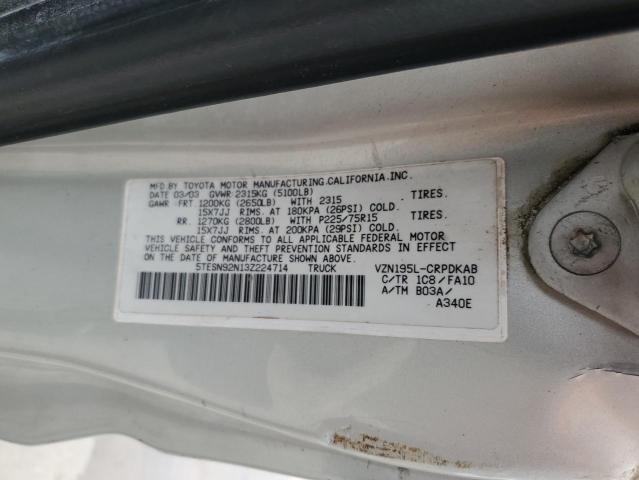 MFD. BY TOYOTA MOTOR MANUFACTURING, CALIFORNIA, INC.
DATE 03/03 GVWR: 2315KG (5100LB)
GAWR: FRT. 1200KG (2650LB) WITH 2315 TIRES.
15X7JJ RIMS. AT 180KPA (26PSI) COLD.
RR. 1270KG (2800LB) WITH P225/75R15 TIRES.
15X7JJ RIMS. AT 200KPA (29PSI) COLD.
THIS VEHICLE CONFORMS TO ALL APPLICABLE FEDERAL MOTOR
VEHICLE SAFETY AND THEFT PREVENTION STANDARDS IN EFFECT
ON THE DATE OF MANUFACTURE SHOWN ABOVE.
5TESN92N13Z224714 TRUCK VZN195L-CRPDKAB
C/TR 1C8/FA10
A/TM B03A/
A340E